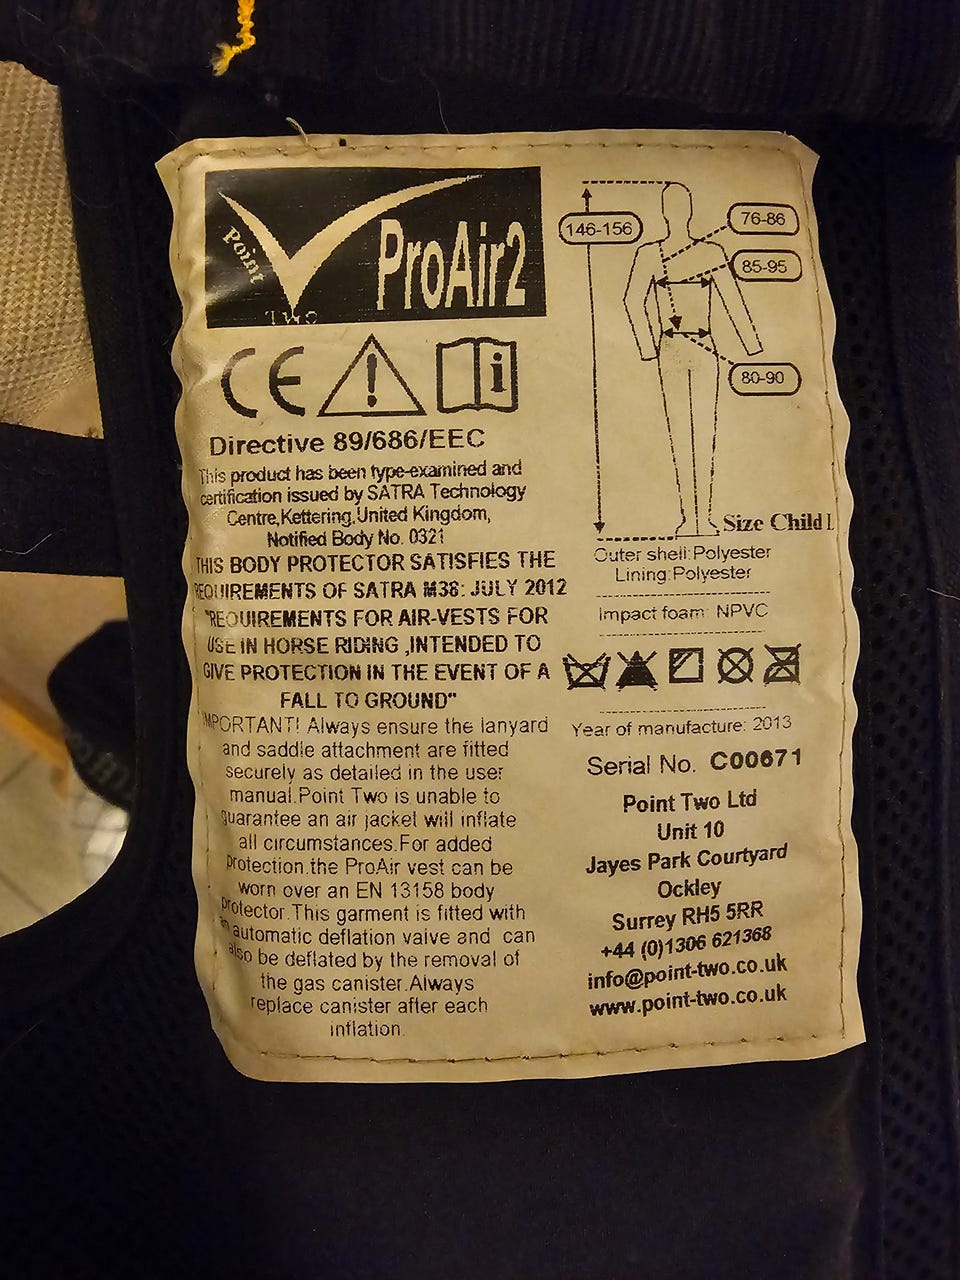 Point
Two
ProAir2
CE
Directive 89/686/EEC
This product has been type-examined and
certification issued by SATRA Technology
Centre,Kettering,United Kingdom,
Notified Body No. 0321
THIS BODY PROTECTOR SATISFIES THE
REQUIREMENTS OF SATRA M38: JULY 2012
"REQUIREMENTS FOR AIR-VESTS FOR
USE IN HORSE RIDING ,INTENDED TO
GIVE PROTECTION IN THE EVENT OF A
FALL TO GROUND"
IMPORTANT! Always ensure the lanyard
and saddle attachment are fitted
securely as detailed in the user
manual.Point Two is unable to
guarantee an air jacket will inflate
all circumstances.For added
protection,the ProAir vest can be
worn over an EN 13158 body
protector.This garment is fitted with
an automatic deflation valve and can
also be deflated by the removal of
the gas canister.Always
replace canister after each
inflation.
146-156
76-86
85-95
80-90
Size Child L
Outer shell:Polyester
Lining:Polyester
Impact foam: NPVC
Year of manufacture: 2013
Serial No. C00671
Point Two Ltd
Unit 10
Jayes Park Courtyard
Ockley
Surrey RH5 5RR
+44 (0)1306 621368
info@point-two.co.uk
www.point-two.co.uk